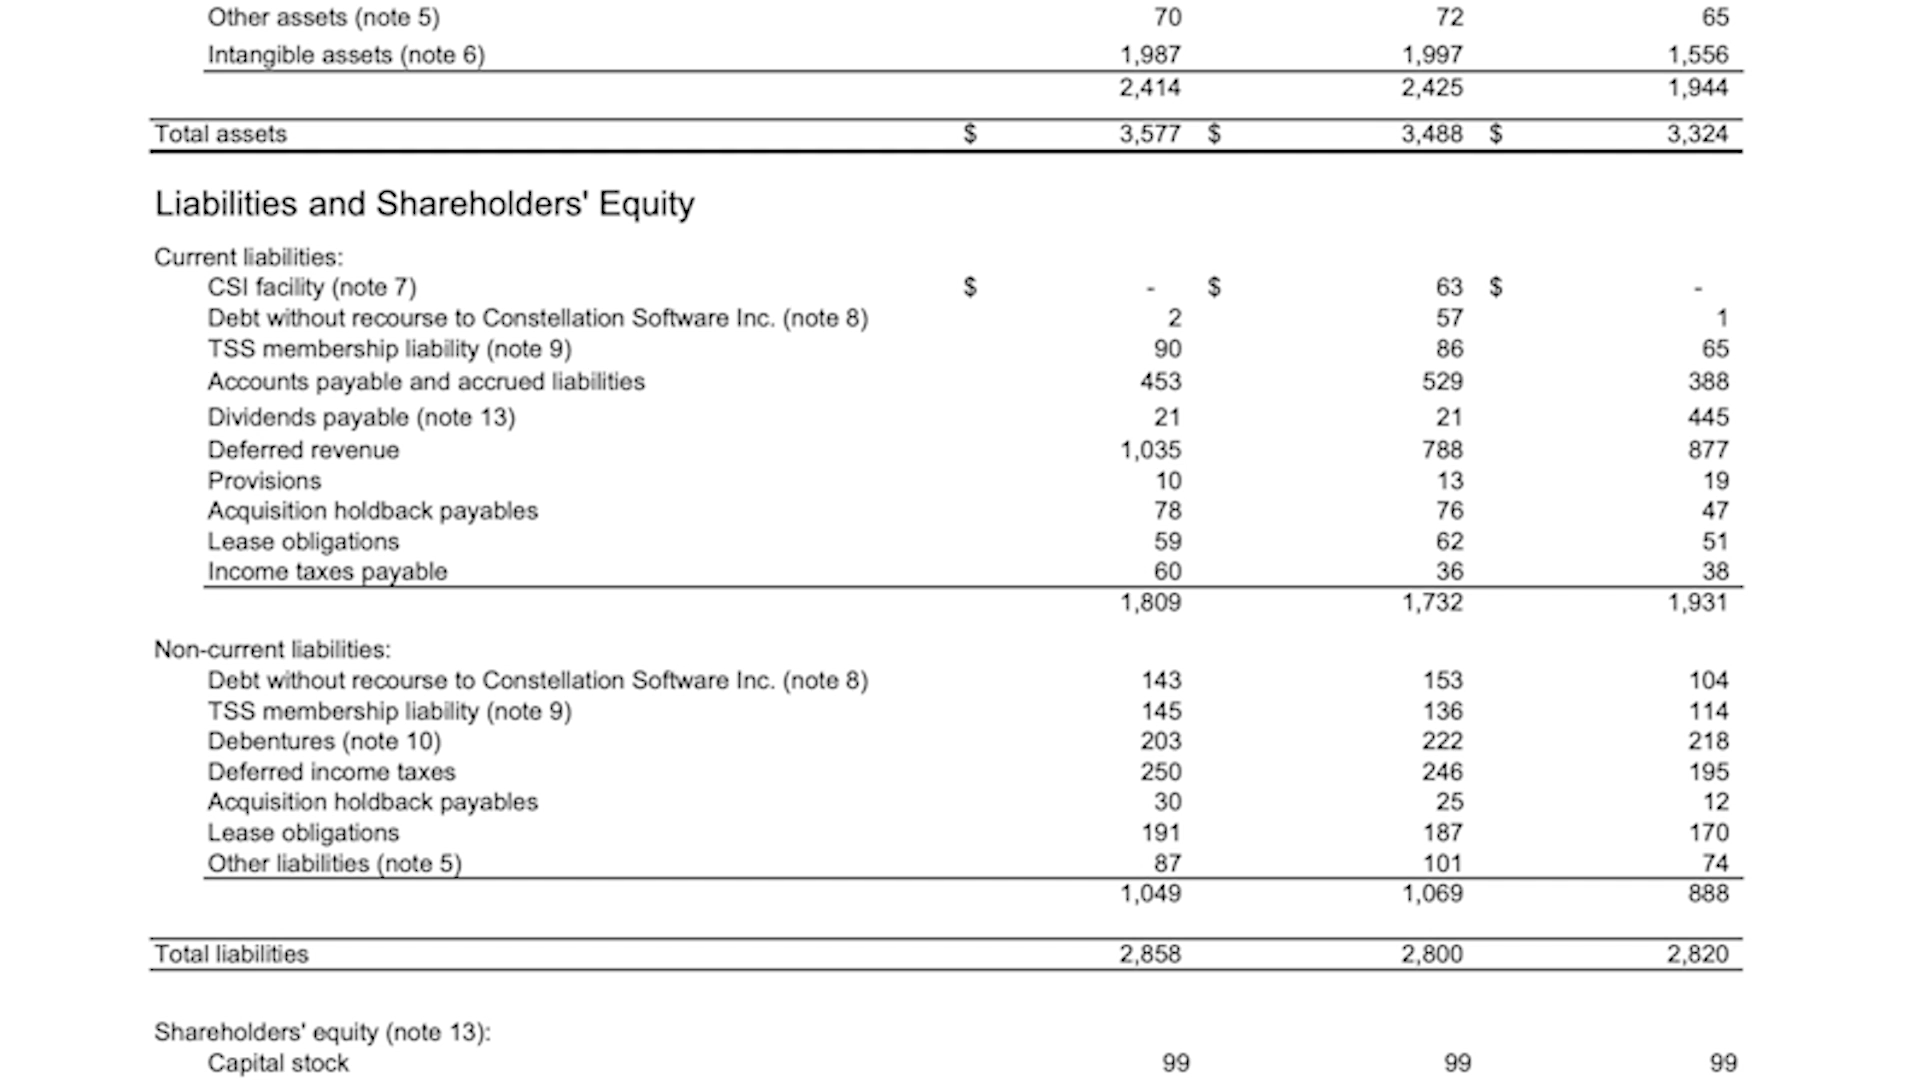 Other assets (note 5) 70 72 65
Intangible assets (note 6) 1,987 1,997 1,556
2,414 2,425 1,944
Total assets $ 3,577 $ 3,488 $ 3,324
Liabilities and Shareholders' Equity
Current liabilities:
CSI facility (note 7) $ - $ 63 $ -
Debt without recourse to Constellation Software Inc. (note 8) 2 57 1
TSS membership liability (note 9) 90 86 65
Accounts payable and accrued liabilities 453 529 388
Dividends payable (note 13) 21 21 445
Deferred revenue 1,035 788 877
Provisions 10 13 19
Acquisition holdback payables 78 76 47
Lease obligations 59 62 51
Income taxes payable 60 36 38
1,809 1,732 1,931
Non-current liabilities:
Debt without recourse to Constellation Software Inc. (note 8) 143 153 104
TSS membership liability (note 9) 145 136 114
Debentures (note 10) 203 222 218
Deferred income taxes 250 246 195
Acquisition holdback payables 30 25 12
Lease obligations 191 187 170
Other liabilities (note 5) 87 101 74
1,049 1,069 888
Total liabilities 2,858 2,800 2,820
Shareholders' equity (note 13):
Capital stock 99 99 99